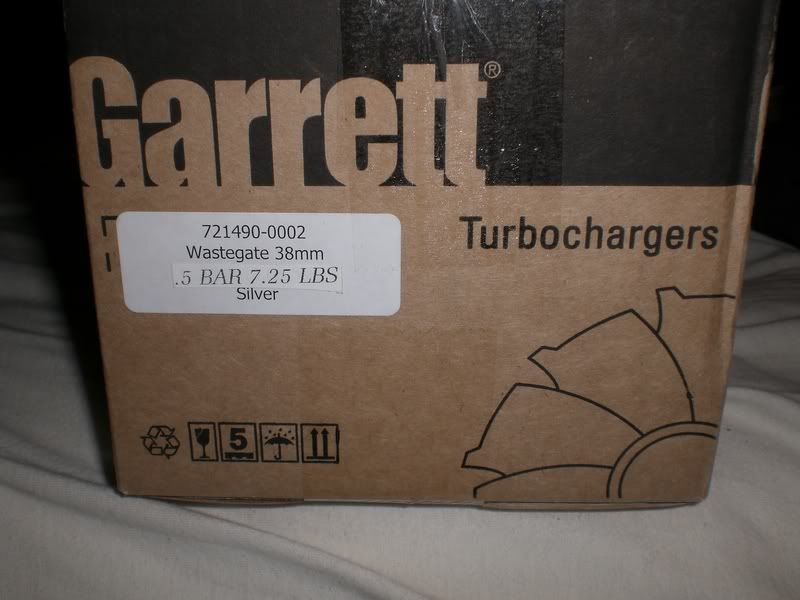 Garrett®
721490-0002
Wastegate 38mm
.5 BAR 7.25 LBS
Silver
Turbochargers
5